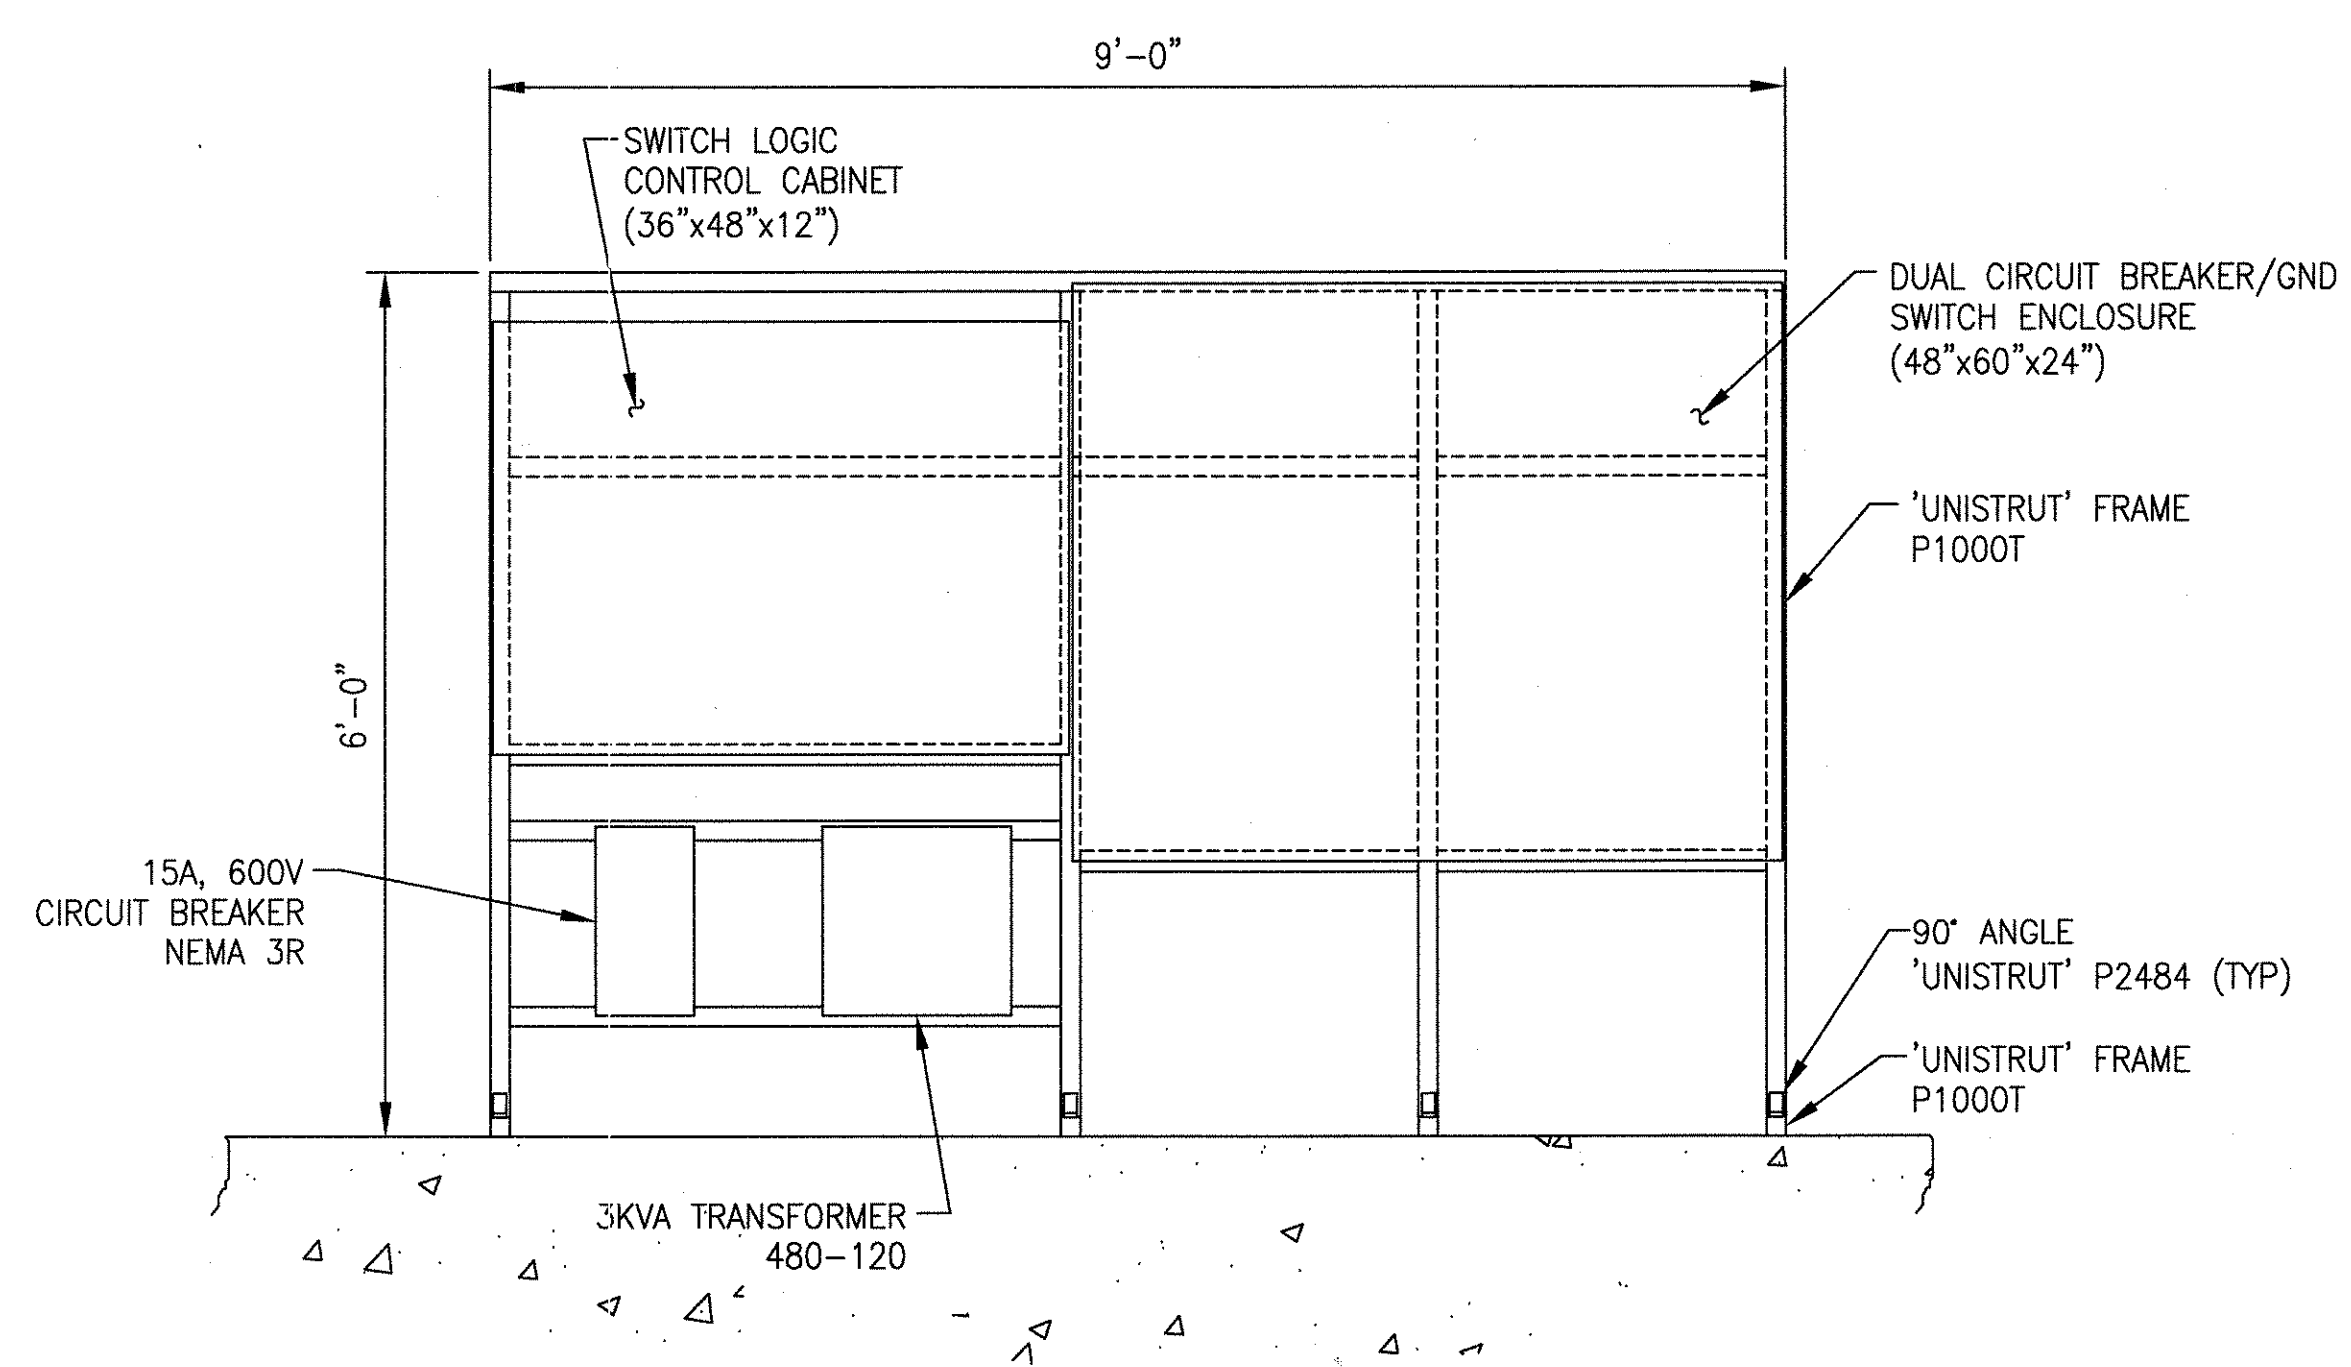 9'-0"
SWITCH LOGIC
CONTROL CABINET
(36"x48"x12")
DUAL CIRCUIT BREAKER/GND
SWITCH ENCLOSURE
(48"x60"x24")
'UNISTRUT' FRAME
P1000T
6'-0"
15A, 600V
CIRCUIT BREAKER
NEMA 3R
90° ANGLE
'UNISTRUT' P2484 (TYP)
'UNISTRUT' FRAME
P1000T
3KVA TRANSFORMER
480-120